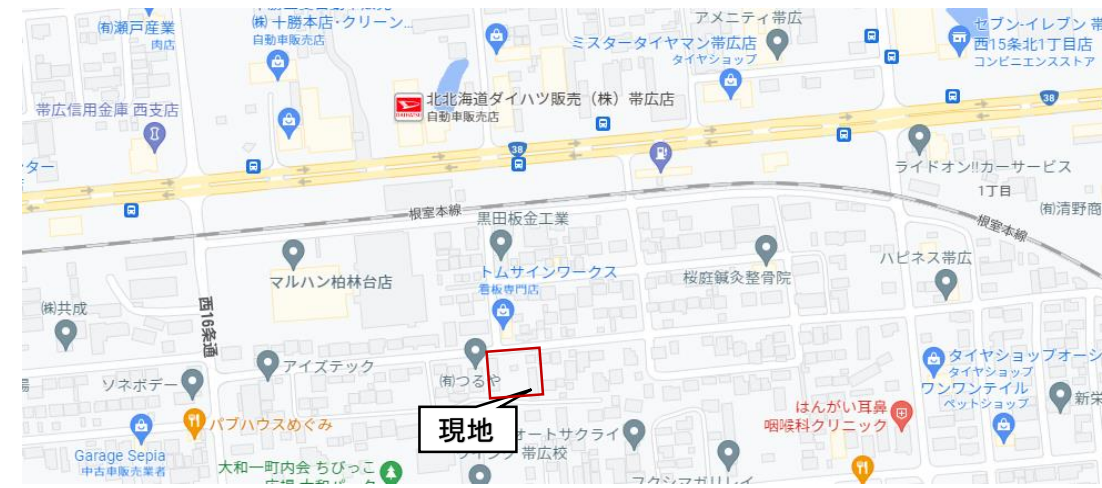 (有)瀬戸産業
肉店
(株)十勝本店・クリーン...
自動車販売店
アメニティ帯広
ミスタータイヤマン帯広店
タイヤショップ
セブン-イレブン 帯
西15条北1丁目店
コンビニエンスストア
帯広信用金庫 西支店
北北海道ダイハツ販売（株）帯広店
自動車販売店
38
38
ター
ライドオン!!カーサービス
1丁目
(有)清野商
根室本線
根室本線
黒田板金工業
マルハン柏林台店
トムサインワークス
看板専門店
桜庭鍼灸整骨院
ハピネス帯広
(株)共成
西16条通
アイズテック
(有)つるや
タイヤショップオーシ
タイヤショップ
ソネボデー
ワンワンテイル
ペットショップ
新栄
現地
パブハウスめぐみ
はんがい耳鼻
咽喉科クリニック
オートサクライ
帯広校
Garage Sepia
中古車販売業者
大和一町内会 ちびっこ